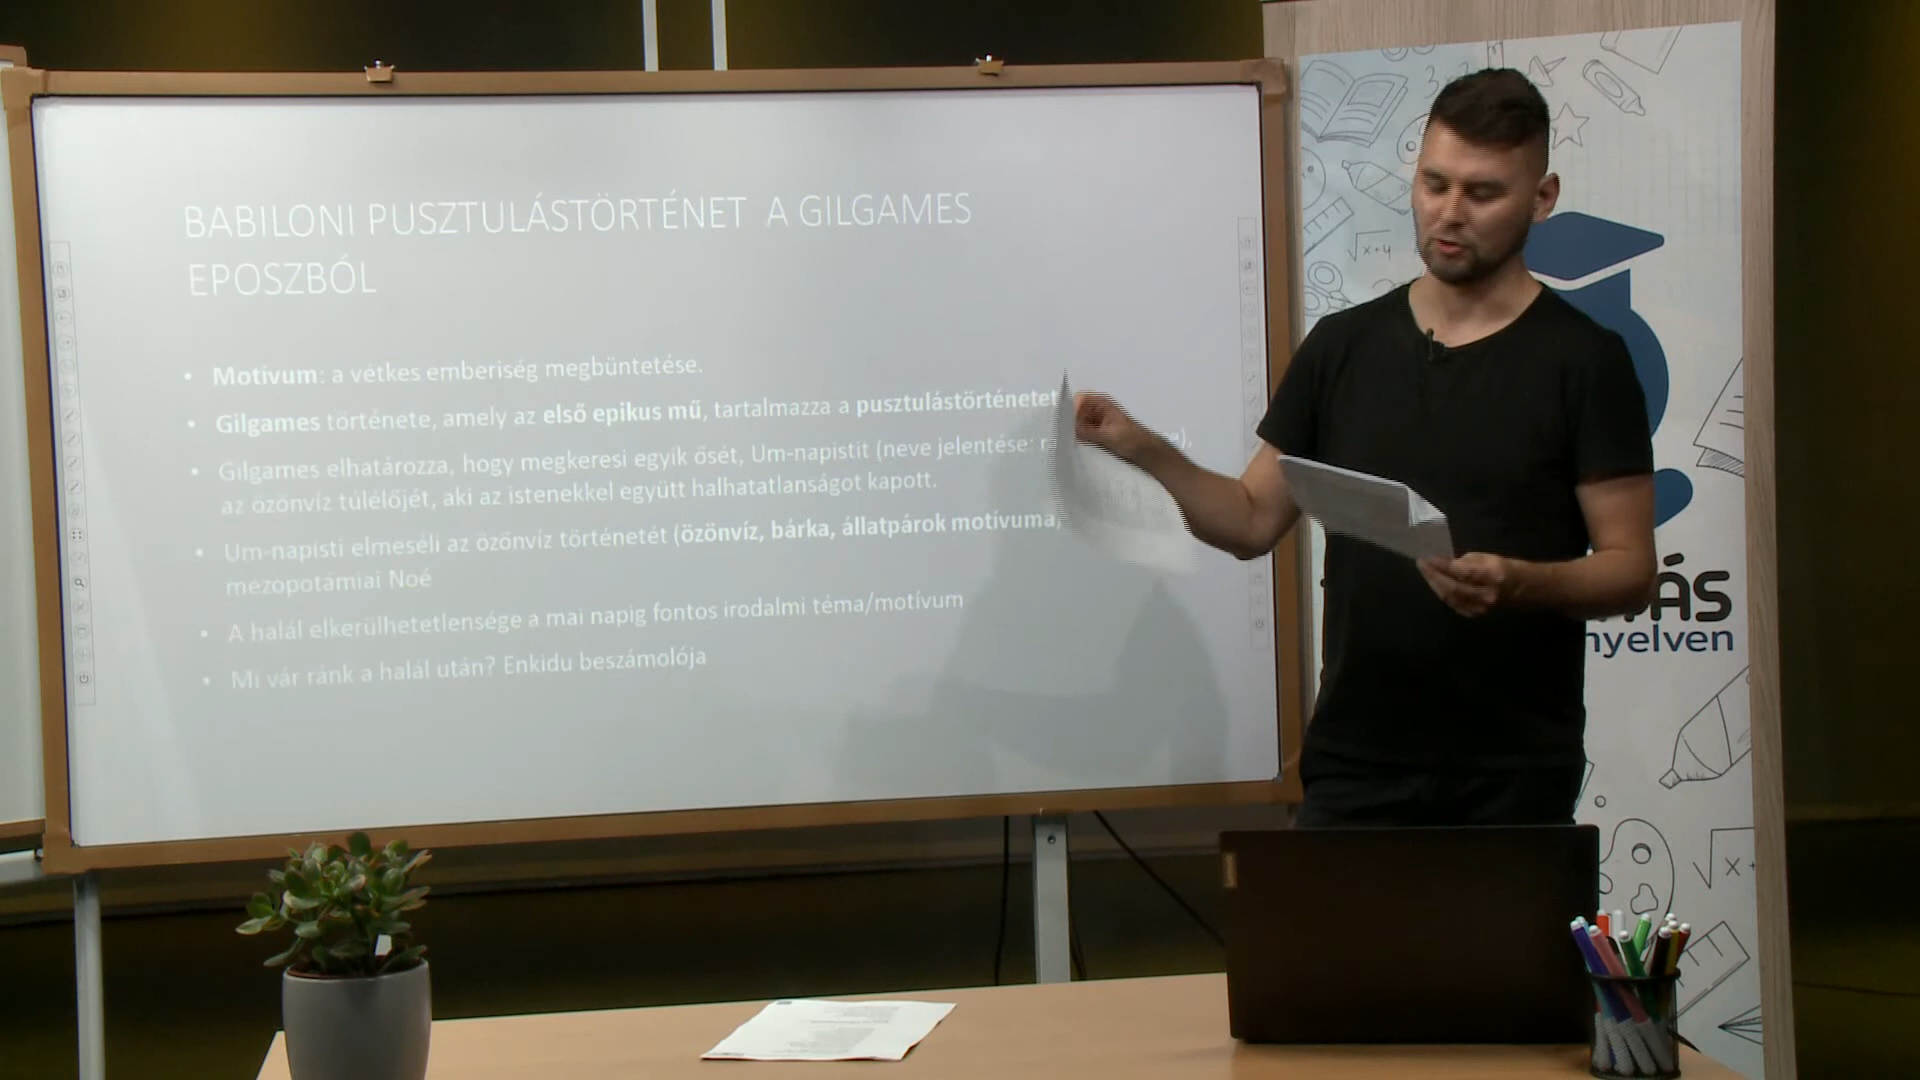 BABILONI PUSZTULÁSTÖRTÉNET A GILGAMES
EPOSZBÓL
• Motívum: a vétkes emberiség megbüntetése.
• Gilgames története, amely az első epikus mű, tartalmazza a pusztulástörténetet
• Gilgames elhatározza, hogy megkeresi egyik ősét, Um-napistit (neve jelentése:
az özönvíz túlélőjét, aki az istenekkel együtt halhatatlanságot kapott.
• Um-napisti elmeséli az özönvíz történetét (özönvíz, bárka, állatpárok motívuma,
mezopotámiai Noé
• A halál elkerülhetetlensége a mai napig fontos irodalmi téma/motívum
• Mi vár ránk a halál után? Enkidu beszámolója
√x+4
ÁS
nyelven
√x+